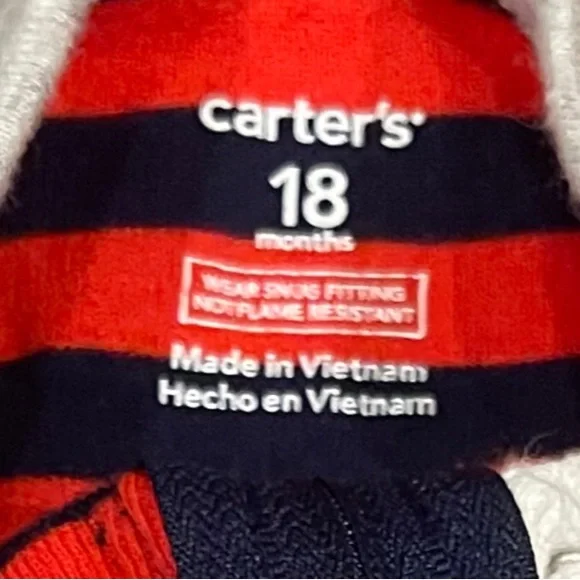 carter's
18
months
WEAR SNUG FITTING
NOT FLAME RESISTANT
Made in Vietnam
Hecho en Vietnam